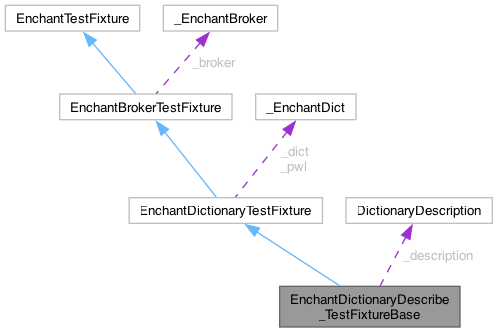 EnchantTestFixture
_EnchantBroker
_broker
EnchantBrokerTestFixture
_EnchantDict
_dict
_pwl
EnchantDictionaryTestFixture
DictionaryDescription
_description
EnchantDictionaryDescribe
_TestFixtureBase